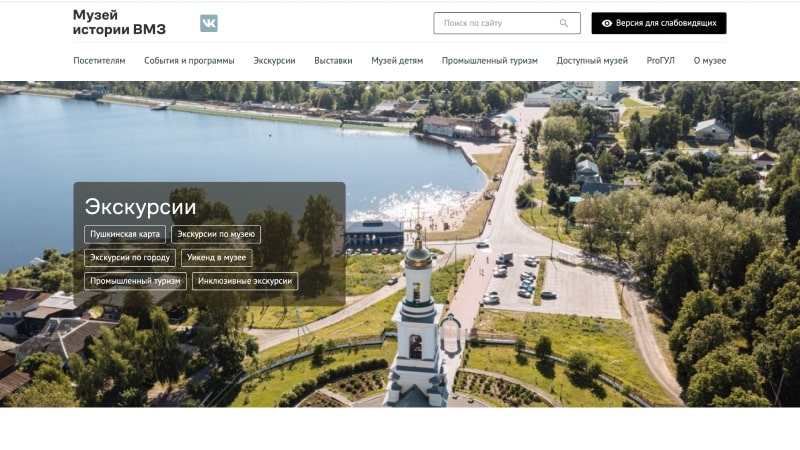 Музей
истории ВМЗ
Поиск по сайту
Версия для слабовидящих
Посетителям События и программы Экскурсии Выставки Музей детям Промышленный туризм Доступный музей ProГУЛ О музее
Экскурсии
Пушкинская карта Экскурсии по музею
Экскурсии по городу Уикенд в музее
Промышленный туризм Инклюзивные экскурсии